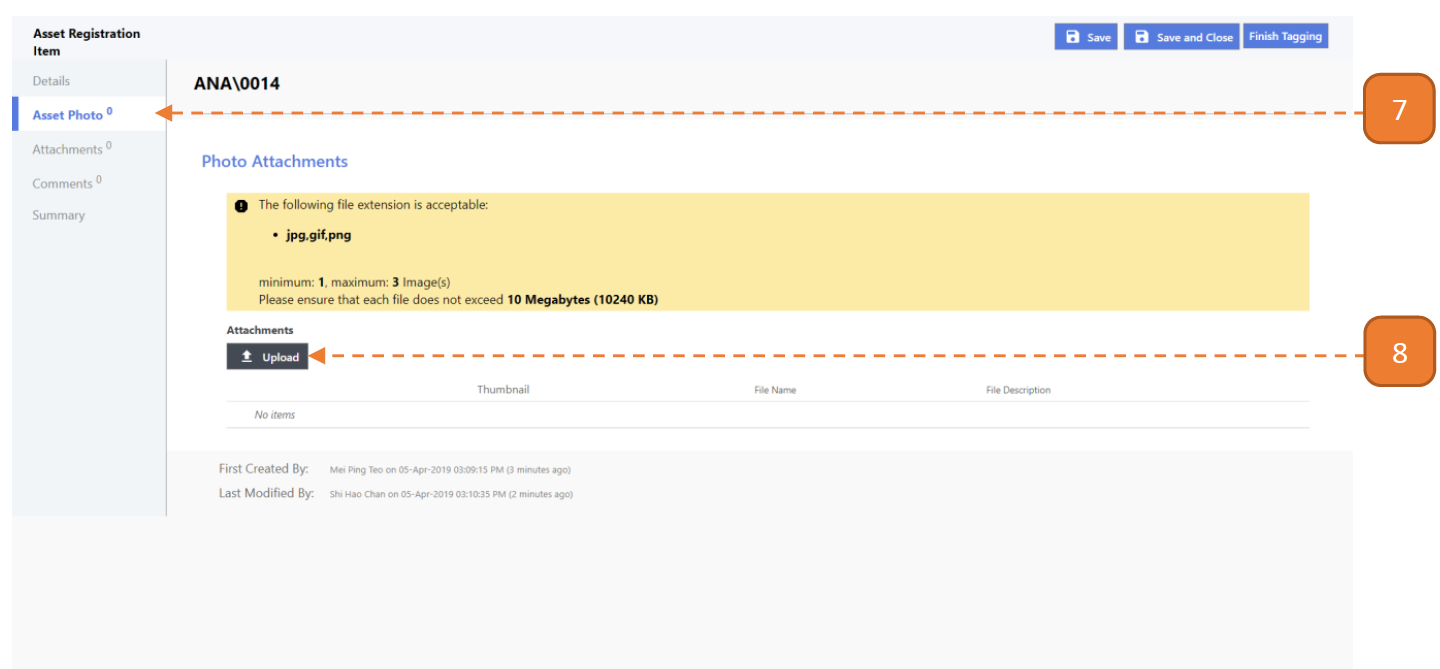 Asset Registration
Item
Save
Save and Close
Finish Tagging
Details
Asset Photo 0
Attachments 0
Comments 0
Summary
ANA\0014
7
Photo Attachments
The following file extension is acceptable:
• jpg,gif,png
minimum: 1, maximum: 3 Image(s)
Please ensure that each file does not exceed 10 Megabytes (10240 KB)
Attachments
Upload
8
Thumbnail
File Name
File Description
No items
First Created By: Mei Ping Teo on 05-Apr-2019 03:09:15 PM (3 minutes ago)
Last Modified By: Shi Hao Chan on 05-Apr-2019 03:10:35 PM (2 minutes ago)